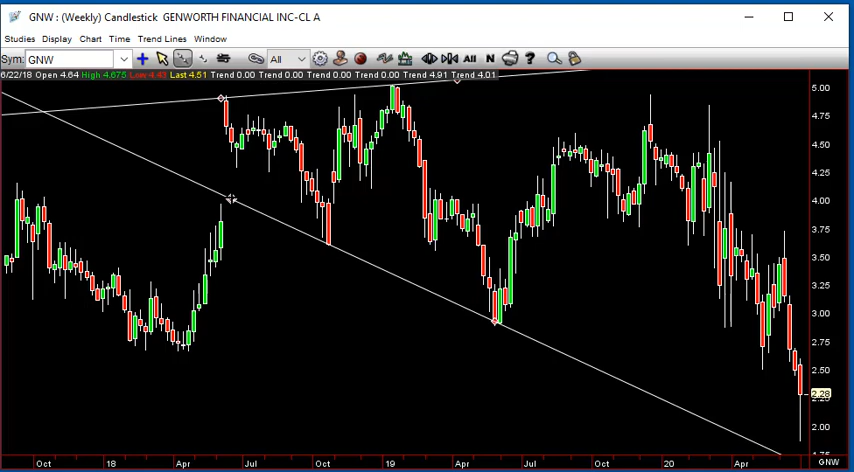 GNW : (Weekly) Candlestick GENWORTH FINANCIAL INC-CL A
Studies Display Chart Time Trend Lines Window
Sym: GNW All All N ?
6/22/18 Open 4.64 High 4.675 Low 4.43 Last 4.51 Trend 0.00 Trend 0.00 Trend 0.00 Trend 4.91 Trend 4.01
5.00
4.75
4.50
4.25
4.00
3.75
3.50
3.25
3.00
2.75
2.50
2.28
2.00
1.75
Oct 18 Apr Jul Oct 19 Apr Jul Oct 20 Apr GNW